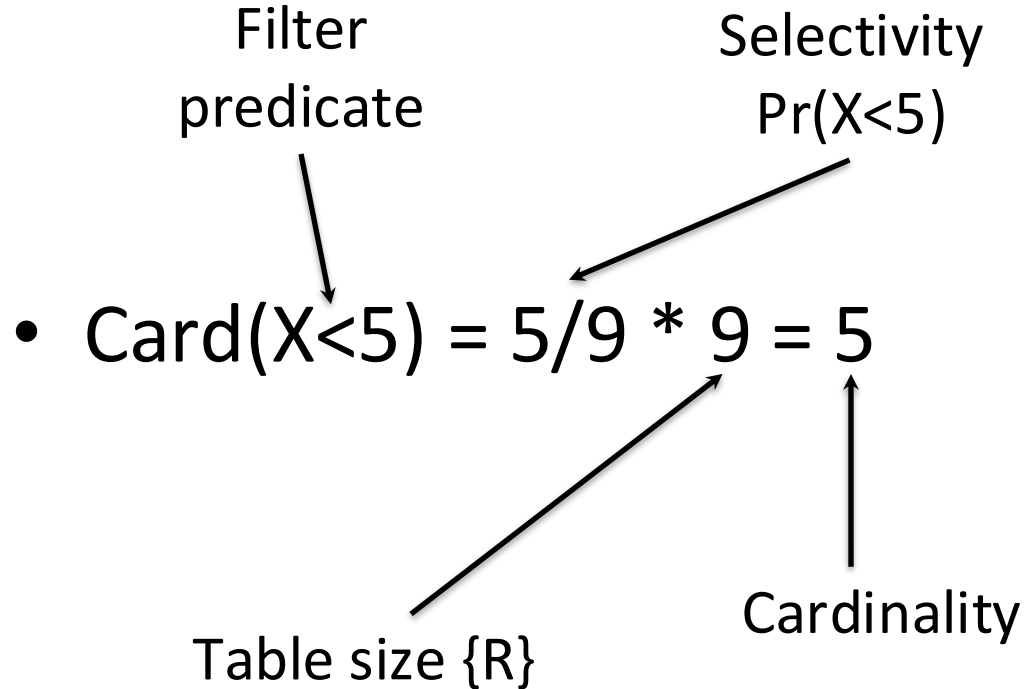 Filter
predicate
Selectivity
Pr(X<5)
• Card(X<5) = 5/9 * 9 = 5
Table size {R}
Cardinality